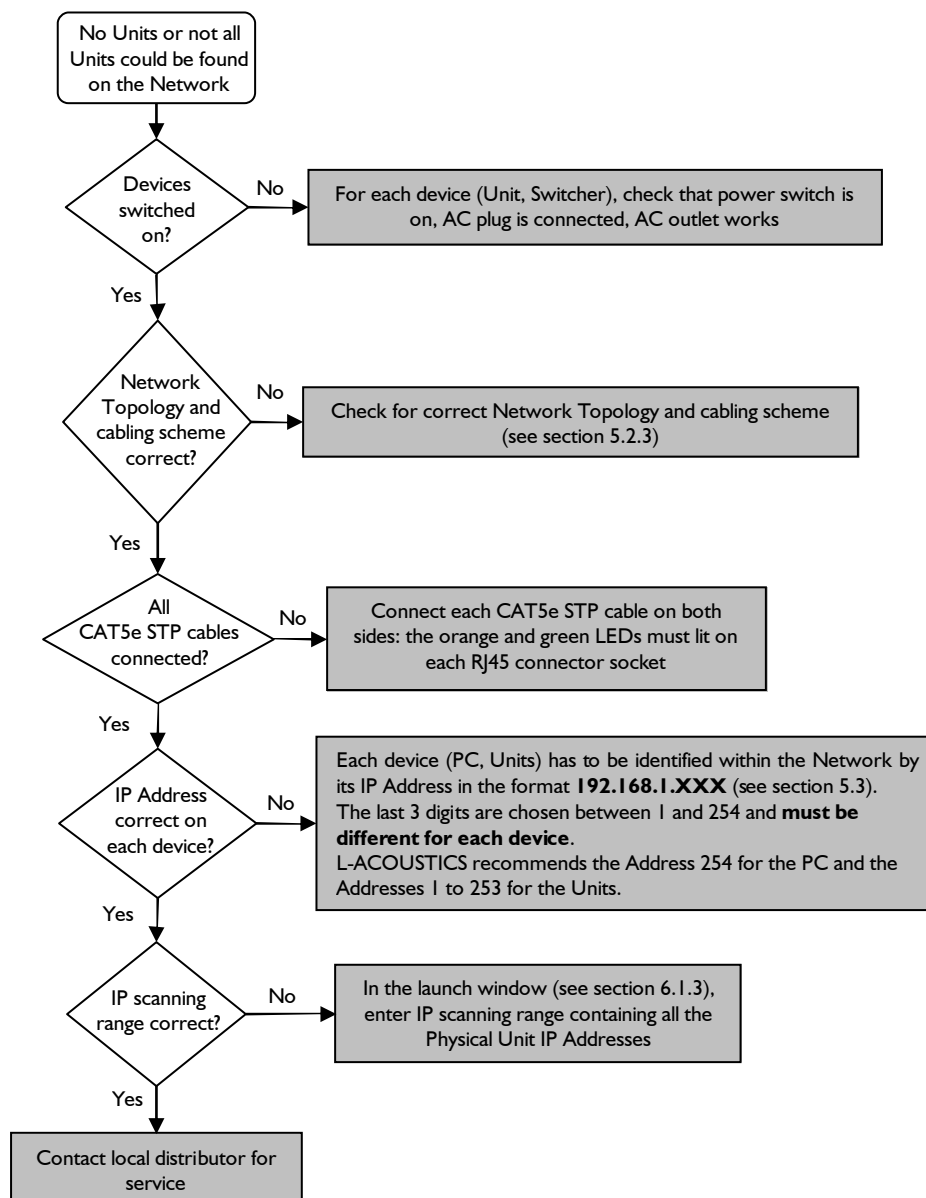 No Units or not all
Units could be found
on the Network
Devices
switched
on?
No
For each device (Unit, Switcher), check that power switch is
on, AC plug is connected, AC outlet works
Yes
Network
Topology and
cabling scheme
correct?
No
Check for correct Network Topology and cabling scheme
(see section 5.2.3)
Yes
All
CAT5e STP cables
connected?
No
Connect each CAT5e STP cable on both
sides: the orange and green LEDs must lit on
each RJ45 connector socket
Yes
IP Address
correct on
each device?
No
Each device (PC, Units) has to be identified within the Network by
its IP Address in the format 192.168.1.XXX (see section 5.3).
The last 3 digits are chosen between 1 and 254 and must be
different for each device.
L-ACOUSTICS recommends the Address 254 for the PC and the
Addresses 1 to 253 for the Units.
Yes
IP scanning
range correct?
No
In the launch window (see section 6.1.3),
enter IP scanning range containing all the
Physical Unit IP Addresses
Yes
Contact local distributor for
service